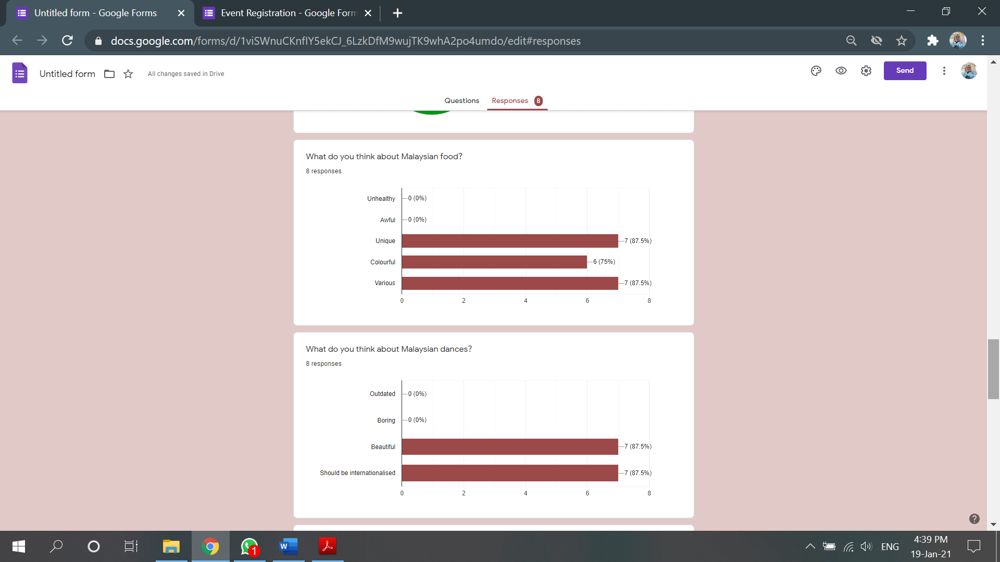 Untitled form - Google Forms
Event Registration - Google Form
docs.google.com/forms/d/1viSWnuCKnflY5ekCJ_6LzkDfM9wujTK9whA2po4umdo/edit#responses
Untitled form
All changes saved in Drive
Send
Questions
Responses 8
What do you think about Malaysian food?
8 responses
Unhealthy 0 (0%)
Awful 0 (0%)
Unique 7 (87.5%)
Colourful 6 (75%)
Various 7 (87.5%)
0 2 4 6 8
What do you think about Malaysian dances?
8 responses
Outdated 0 (0%)
Boring 0 (0%)
Beautiful 7 (87.5%)
Should be internationalised 7 (87.5%)
0 2 4 6 8
?
W
1
ENG
4:39 PM
19-Jan-21